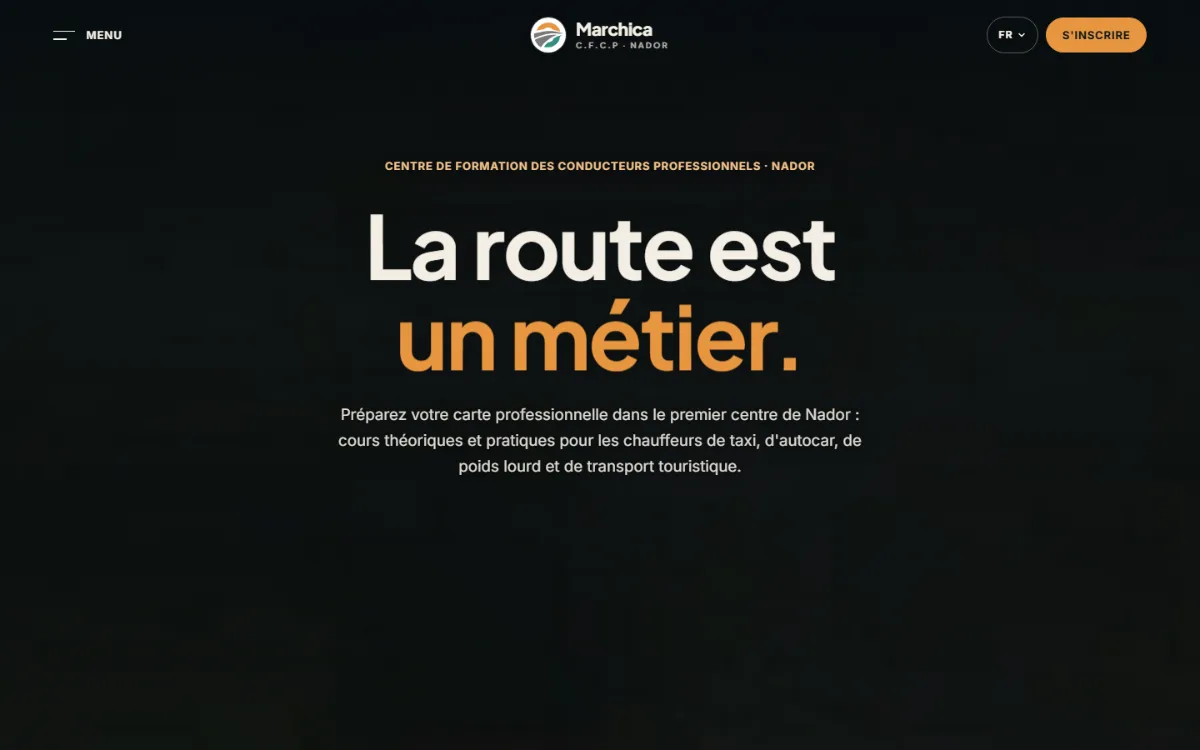 MENU
Marchica
C.F.C.P · NADOR
FR
S'INSCRIRE
CENTRE DE FORMATION DES CONDUCTEURS PROFESSIONNELS · NADOR
La route est
un métier.
Préparez votre carte professionnelle dans le premier centre de Nador :
cours théoriques et pratiques pour les chauffeurs de taxi, d'autocar, de
poids lourd et de transport touristique.